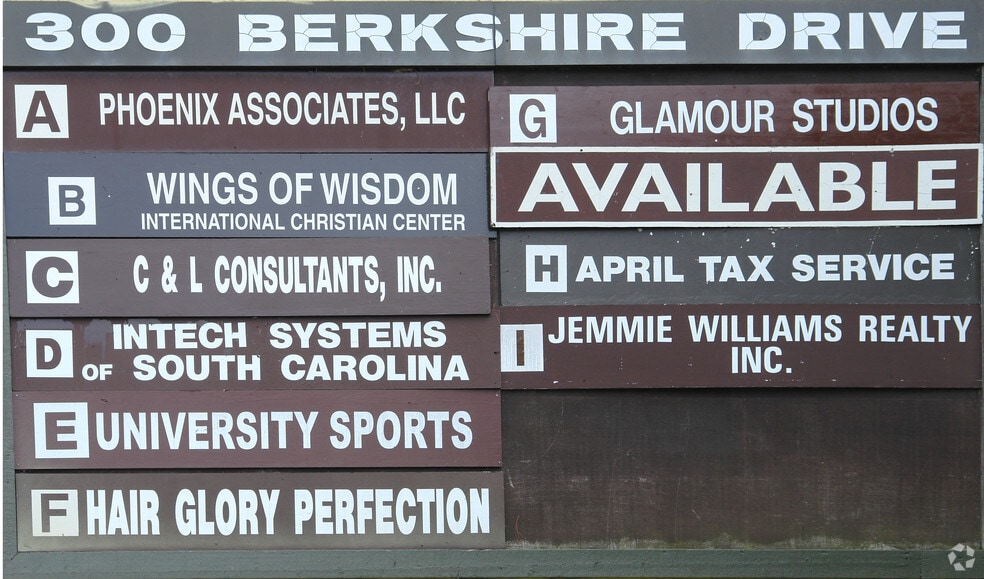 300 BERKSHIRE DRIVE
A PHOENIX ASSOCIATES, LLC
B WINGS OF WISDOM
INTERNATIONAL CHRISTIAN CENTER
C C & L CONSULTANTS, INC.
D INTECH SYSTEMS
OF SOUTH CAROLINA
E UNIVERSITY SPORTS
F HAIR GLORY PERFECTION
G GLAMOUR STUDIOS
AVAILABLE
H APRIL TAX SERVICE
I JEMMIE WILLIAMS REALTY
INC.